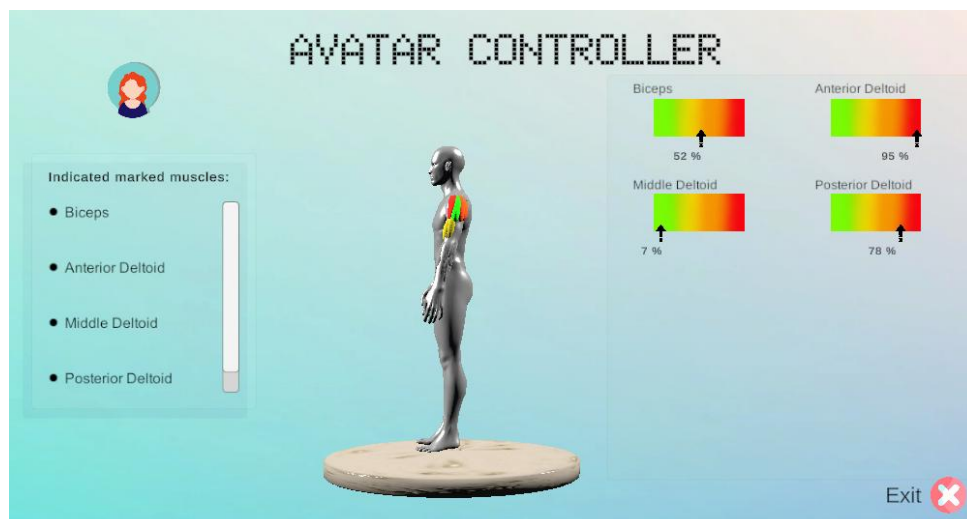 AVATAR CONTROLLER
Indicated marked muscles:
Biceps
Anterior Deltoid
Middle Deltoid
Posterior Deltoid
Biceps
52 %
Anterior Deltoid
95 %
Middle Deltoid
7 %
Posterior Deltoid
78 %
Exit